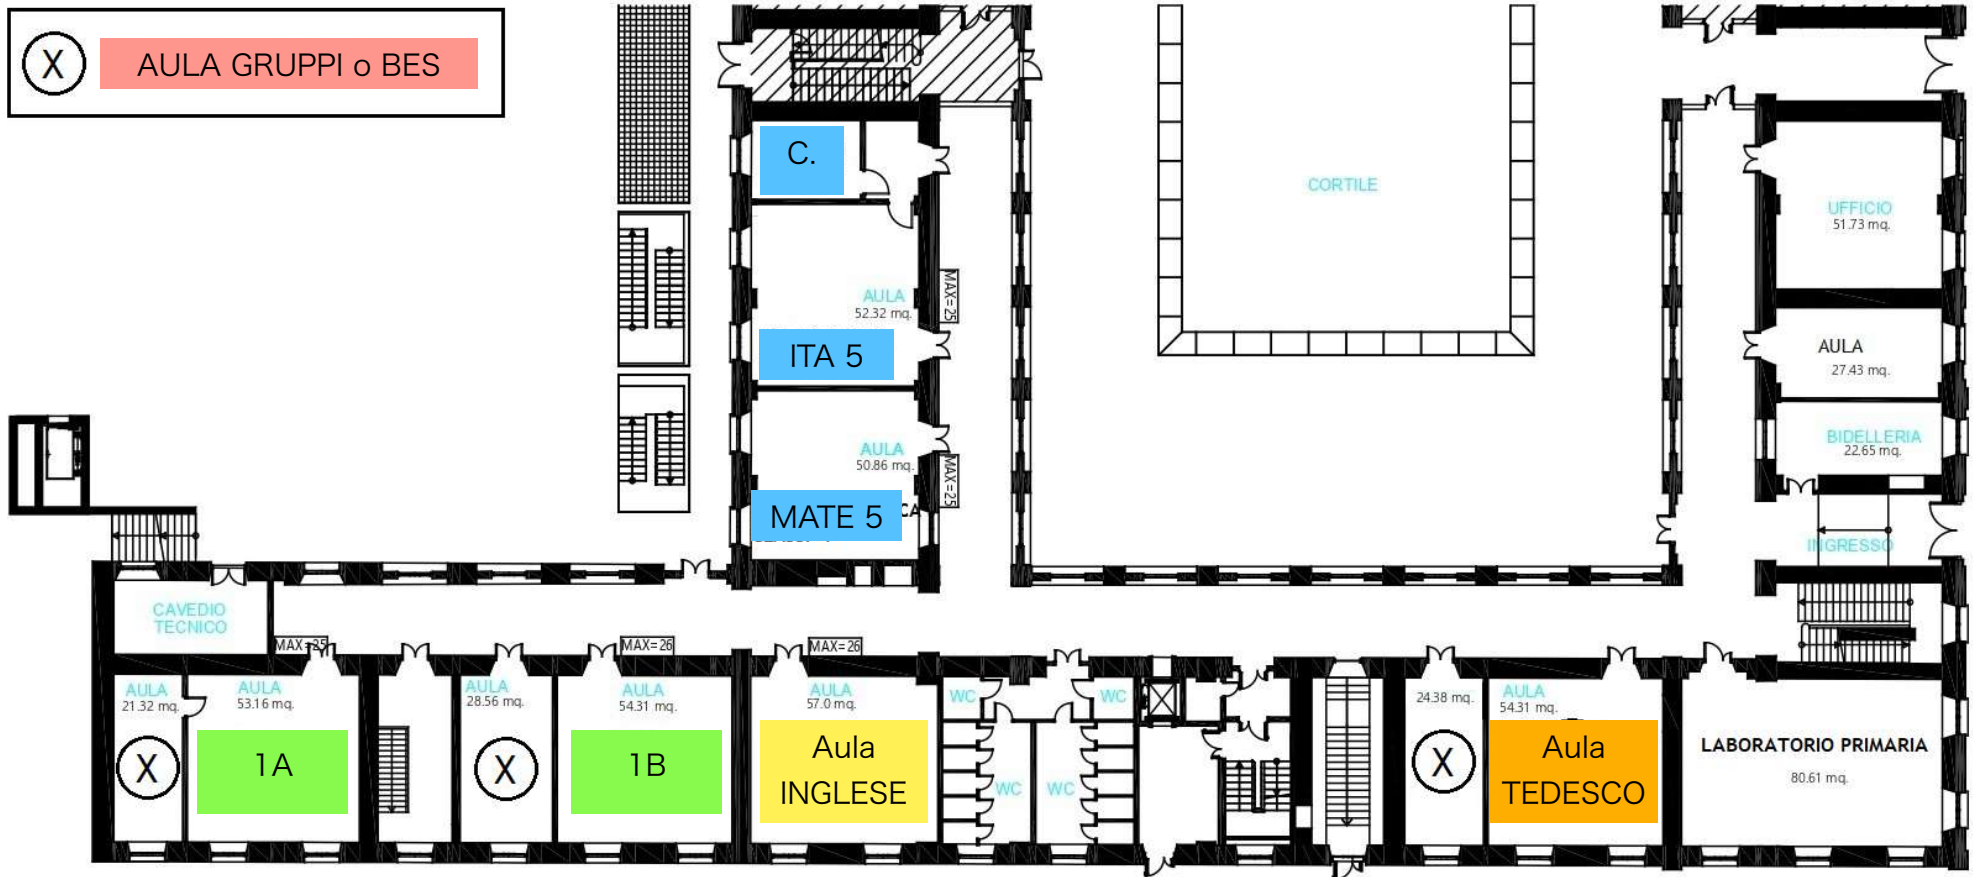 X AULA GRUPPI o BES
C.
CORTILE
UFFICIO
51.73 mq.
AULA
52.32 mq.
MAX=25
ITA 5
AULA
27.43 mq.
AULA
50.86 mq.
MAX=25
BIDELLERIA
22.65 mq.
MATE 5
CA
INGRESSO
CAVEDIO
TECNICO
MAX=25
MAX=26
MAX=26
AULA
21.32 mq.
AULA
53.16 mq.
AULA
28.56 mq.
AULA
54.31 mq.
AULA
57.0 mq.
WC
WC
24.38 mq.
AULA
54.31 mq.
X
1A
X
1B
Aula
INGLESE
WC
WC
X
Aula
TEDESCO
LABORATORIO PRIMARIA
80.61 mq.